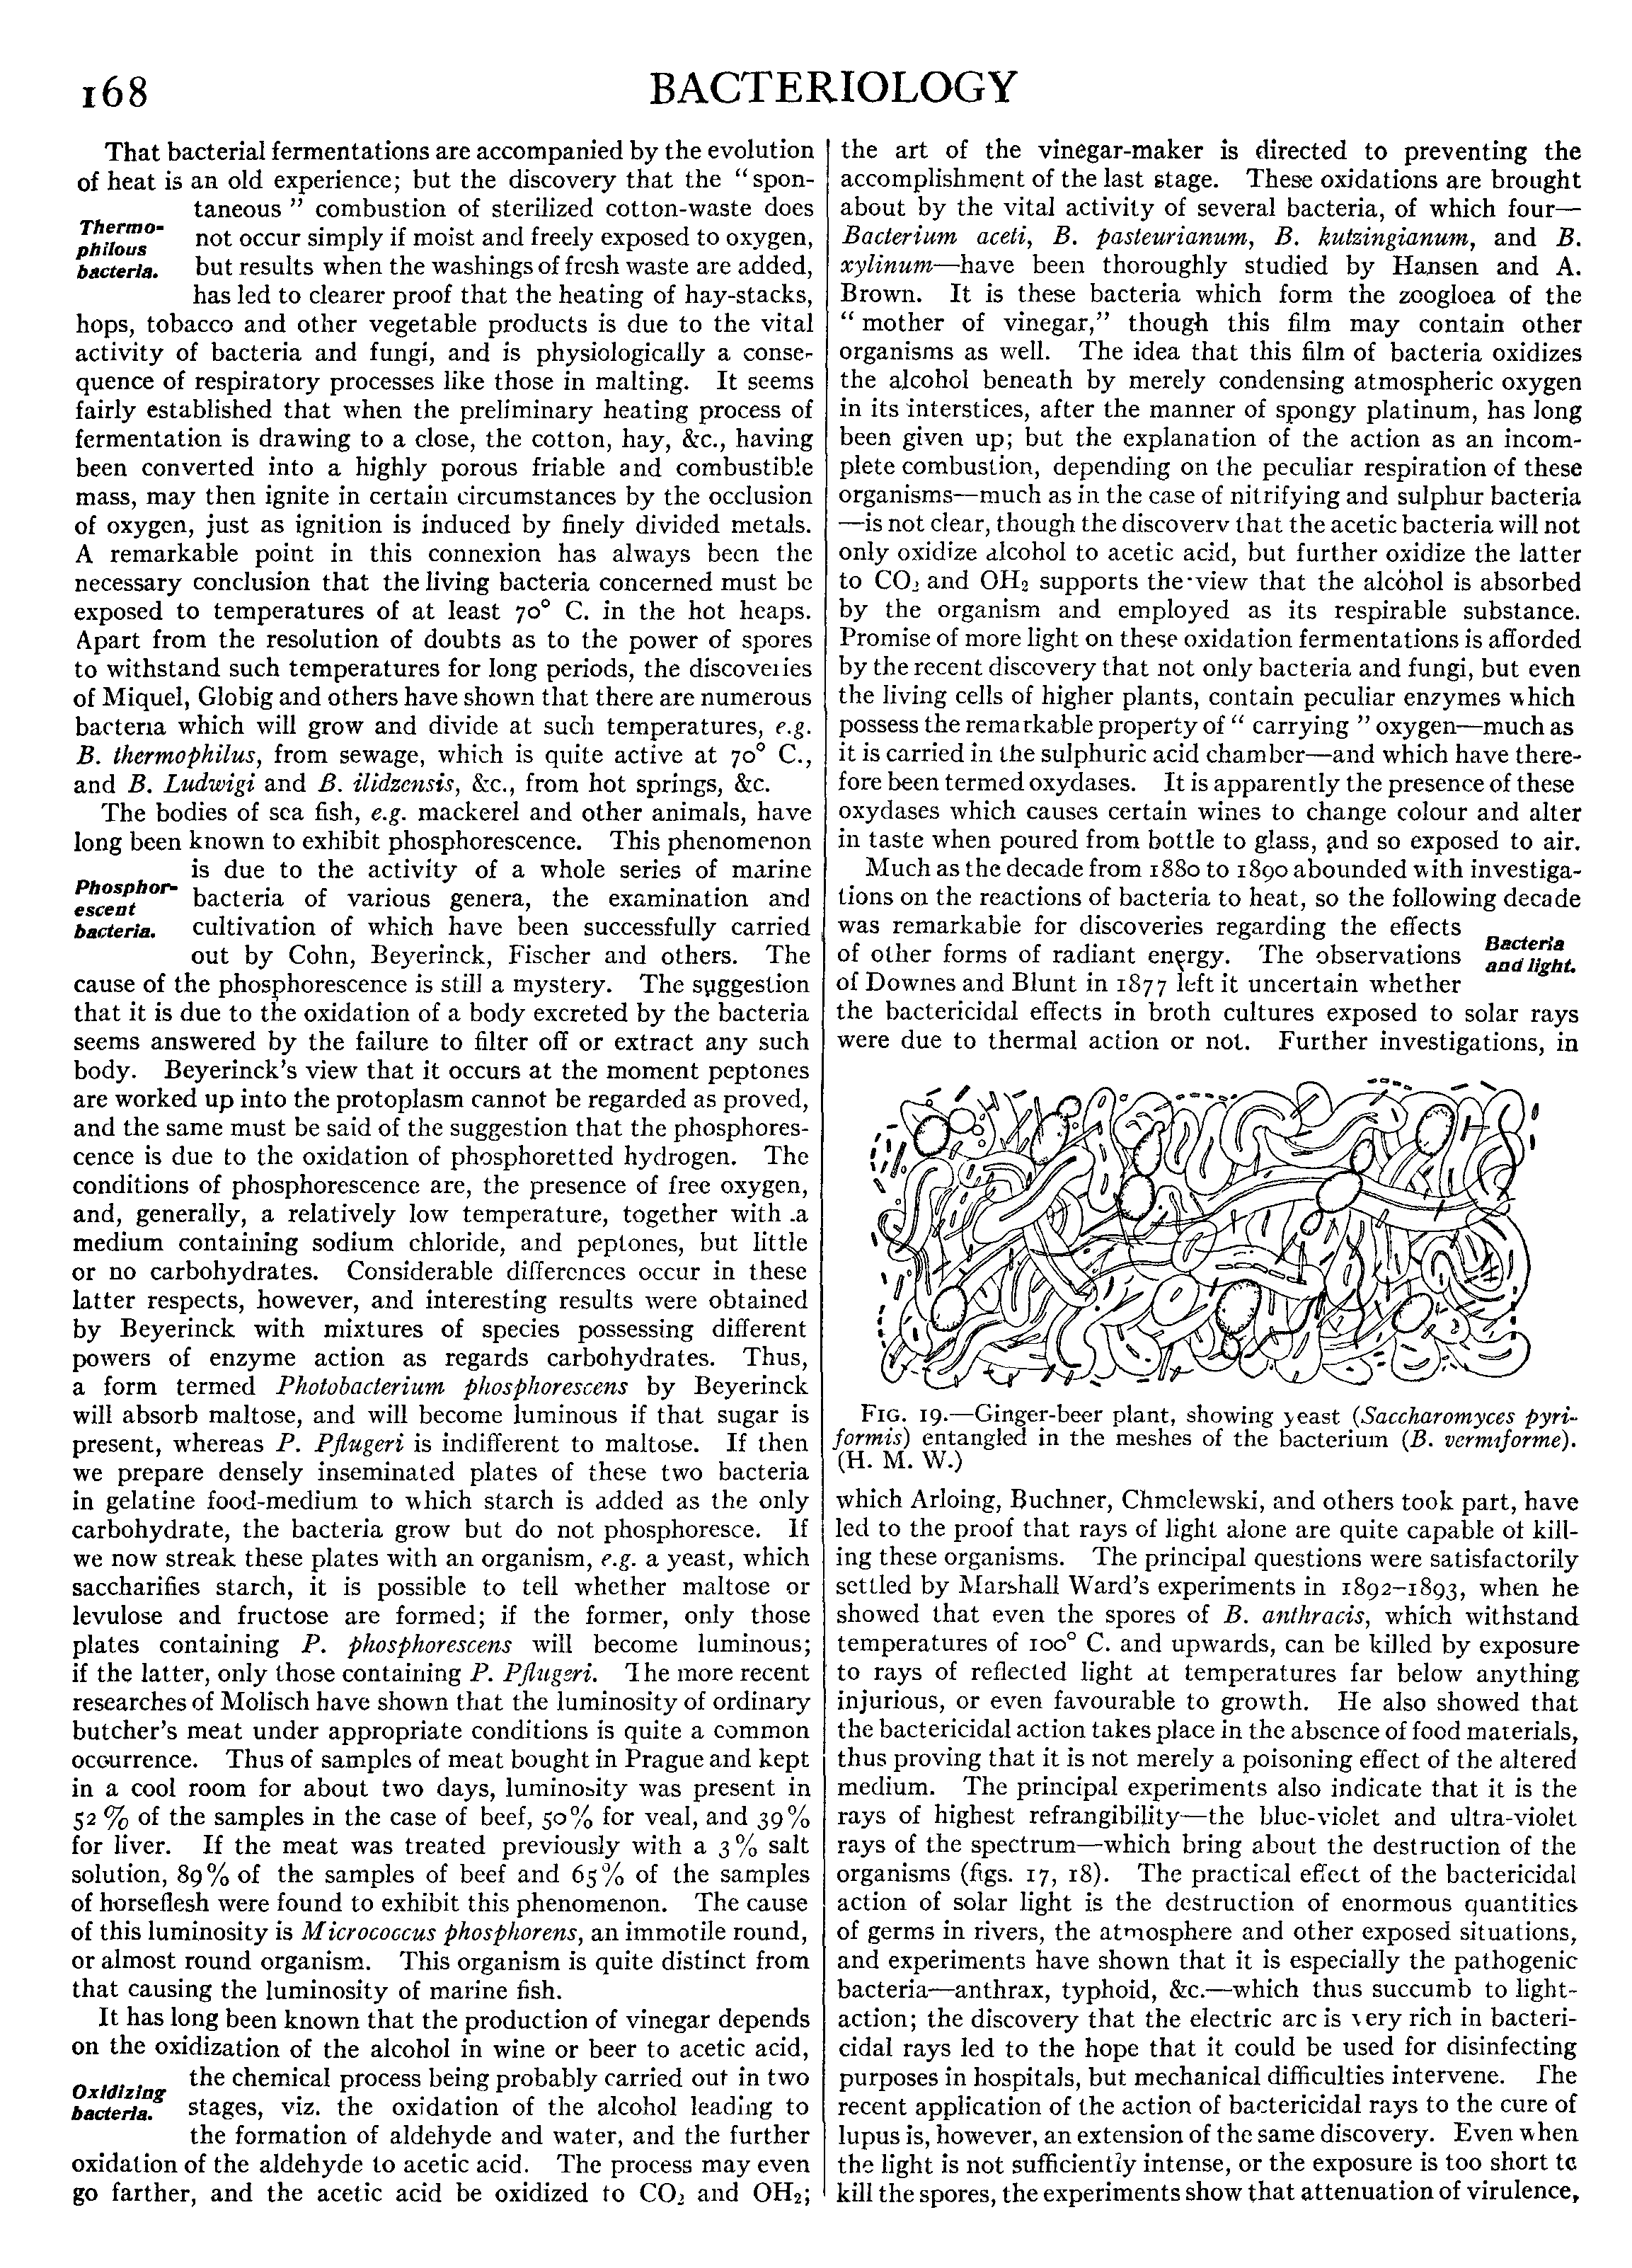 168
BACTERIOLOGY
That bacterial fermentations are accompanied by the evolution
of heat is an old experience; but the discovery that the “spon-
taneous” combustion of sterilized cotton-waste does
Thermo-
philous
bacteria.
not occur simply if moist and freely exposed to oxygen,
but results when the washings of fresh waste are added,
has led to clearer proof that the heating of hay-stacks,
hops, tobacco and other vegetable products is due to the vital
activity of bacteria and fungi, and is physiologically a conse-
quence of respiratory processes like those in malting. It seems
fairly established that when the preliminary heating process of
fermentation is drawing to a close, the cotton, hay, &c., having
been converted into a highly porous friable and combustible
mass, may then ignite in certain circumstances by the occlusion
of oxygen, just as ignition is induced by finely divided metals.
A remarkable point in this connexion has always been the
necessary conclusion that the living bacteria concerned must be
exposed to temperatures of at least 70° C. in the hot heaps.
Apart from the resolution of doubts as to the power of spores
to withstand such temperatures for long periods, the discoveries
of Miquel, Globig and others have shown that there are numerous
bacteria which will grow and divide at such temperatures, e.g.
B. thermophilus, from sewage, which is quite active at 70° C.,
and B. Ludwigi and B. ilidzensis, &c., from hot springs, &c.
The bodies of sea fish, e.g. mackerel and other animals, have
long been known to exhibit phosphorescence. This phenomenon
is due to the activity of a whole series of marine
Phosphor-
escent
bacteria.
bacteria of various genera, the examination and
cultivation of which have been successfully carried
out by Cohn, Beyerinck, Fischer and others. The
cause of the phosphorescence is still a mystery. The suggestion
that it is due to the oxidation of a body excreted by the bacteria
seems answered by the failure to filter off or extract any such
body. Beyerinck's view that it occurs at the moment peptones
are worked up into the protoplasm cannot be regarded as proved,
and the same must be said of the suggestion that the phosphores-
cence is due to the oxidation of phosphoretted hydrogen. The
conditions of phosphorescence are, the presence of free oxygen,
and, generally, a relatively low temperature, together with a
medium containing sodium chloride, and peptones, but little
or no carbohydrates. Considerable differences occur in these
latter respects, however, and interesting results were obtained
by Beyerinck with mixtures of species possessing different
powers of enzyme action as regards carbohydrates. Thus,
a form termed Photobacterium phosphorescens by Beyerinck
will absorb maltose, and will become luminous if that sugar is
present, whereas P. Pflugeri is indifferent to maltose. If then
we prepare densely inseminated plates of these two bacteria
in gelatine food-medium to which starch is added as the only
carbohydrate, the bacteria grow but do not phosphoresce. If
we now streak these plates with an organism, e.g. a yeast, which
saccharifies starch, it is possible to tell whether maltose or
levulose and fructose are formed; if the former, only those
plates containing P. phosphorescens will become luminous;
if the latter, only those containing P. Pflugeri. The more recent
researches of Molisch have shown that the luminosity of ordinary
butcher's meat under appropriate conditions is quite a common
occurrence. Thus of samples of meat bought in Prague and kept
in a cool room for about two days, luminosity was present in
52% of the samples in the case of beef, 50% for veal, and 39%
for liver. If the meat was treated previously with a 3% salt
solution, 89% of the samples of beef and 65% of the samples
of horseflesh were found to exhibit this phenomenon. The cause
of this luminosity is Micrococcus phosphorens, an immotile round,
or almost round organism. This organism is quite distinct from
that causing the luminosity of marine fish.
It has long been known that the production of vinegar depends
on the oxidization of the alcohol in wine or beer to acetic acid,
the chemical process being probably carried out in two
Oxidizing
bacteria.
stages, viz. the oxidation of the alcohol leading to
the formation of aldehyde and water, and the further
oxidation of the aldehyde to acetic acid. The process may even
go farther, and the acetic acid be oxidized to CO₂ and OH₂;
the art of the vinegar-maker is directed to preventing the
accomplishment of the last stage. These oxidations are brought
about by the vital activity of several bacteria, of which four—
Bacterium aceti, B. pasteurianum, B. kutzingianum, and B.
xylinum—have been thoroughly studied by Hansen and A.
Brown. It is these bacteria which form the zoogloea of the
“mother of vinegar,” though this film may contain other
organisms as well. The idea that this film of bacteria oxidizes
the alcohol beneath by merely condensing atmospheric oxygen
in its interstices, after the manner of spongy platinum, has long
been given up; but the explanation of the action as an incom-
plete combustion, depending on the peculiar respiration of these
organisms—much as in the case of nitrifying and sulphur bacteria
—is not clear, though the discovery that the acetic bacteria will not
only oxidize alcohol to acetic acid, but further oxidize the latter
to CO₂ and OH₂ supports the view that the alcohol is absorbed
by the organism and employed as its respirable substance.
Promise of more light on these oxidation fermentations is afforded
by the recent discovery that not only bacteria and fungi, but even
the living cells of higher plants, contain peculiar enzymes which
possess the remarkable property of “carrying” oxygen—much as
it is carried in the sulphuric acid chamber—and which have there-
fore been termed oxydases. It is apparently the presence of these
oxydases which causes certain wines to change colour and alter
in taste when poured from bottle to glass, and so exposed to air.
Much as the decade from 1880 to 1890 abounded with investiga-
tions on the reactions of bacteria to heat, so the following decade
was remarkable for discoveries regarding the effects
Bacteria
and light.
of other forms of radiant energy. The observations
of Downes and Blunt in 1877 left it uncertain whether
the bactericidal effects in broth cultures exposed to solar rays
were due to thermal action or not. Further investigations, in
FIG. 19.—Ginger-beer plant, showing yeast (Saccharomyces pyri-
formis) entangled in the meshes of the bacterium (B. vermiforme).
(H. M. W.)
which Arloing, Buchner, Chmelewski, and others took part, have
led to the proof that rays of light alone are quite capable of kill-
ing these organisms. The principal questions were satisfactorily
settled by Marshall Ward's experiments in 1892–1893, when he
showed that even the spores of B. anthracis, which withstand
temperatures of 100° C. and upwards, can be killed by exposure
to rays of reflected light at temperatures far below anything
injurious, or even favourable to growth. He also showed that
the bactericidal action takes place in the absence of food materials,
thus proving that it is not merely a poisoning effect of the altered
medium. The principal experiments also indicate that it is the
rays of highest refrangibility—the blue-violet and ultra-violet
rays of the spectrum—which bring about the destruction of the
organisms (figs. 17, 18). The practical effect of the bactericidal
action of solar light is the destruction of enormous quantities
of germs in rivers, the atmosphere and other exposed situations,
and experiments have shown that it is especially the pathogenic
bacteria—anthrax, typhoid, &c.—which thus succumb to light-
action; the discovery that the electric arc is very rich in bacteri-
cidal rays led to the hope that it could be used for disinfecting
purposes in hospitals, but mechanical difficulties intervene. The
recent application of the action of bactericidal rays to the cure of
lupus is, however, an extension of the same discovery. Even when
the light is not sufficiently intense, or the exposure is too short to
kill the spores, the experiments show that attenuation of virulence,